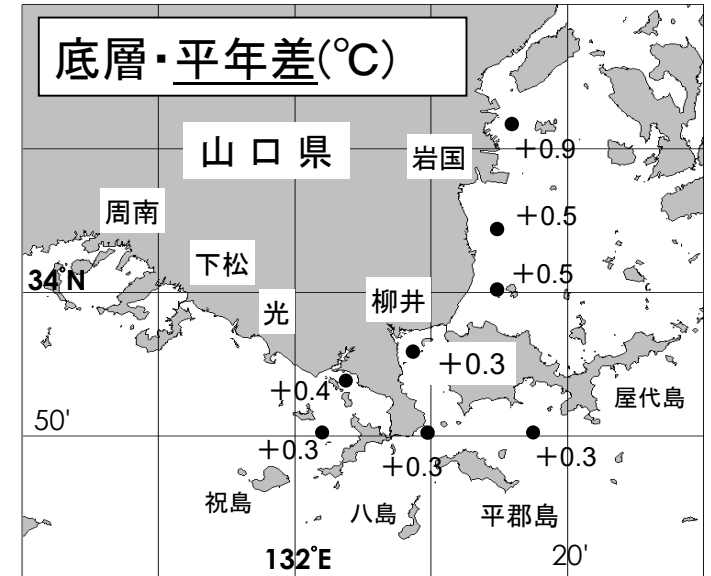 底層・平年差(℃)
山口県
岩国
+0.9
周南
+0.5
下松
+0.5
34°N
光
柳井
+0.3
+0.4
屋代島
50'
+0.3
+0.3
+0.3
祝島
八島
平郡島
132°E
20'